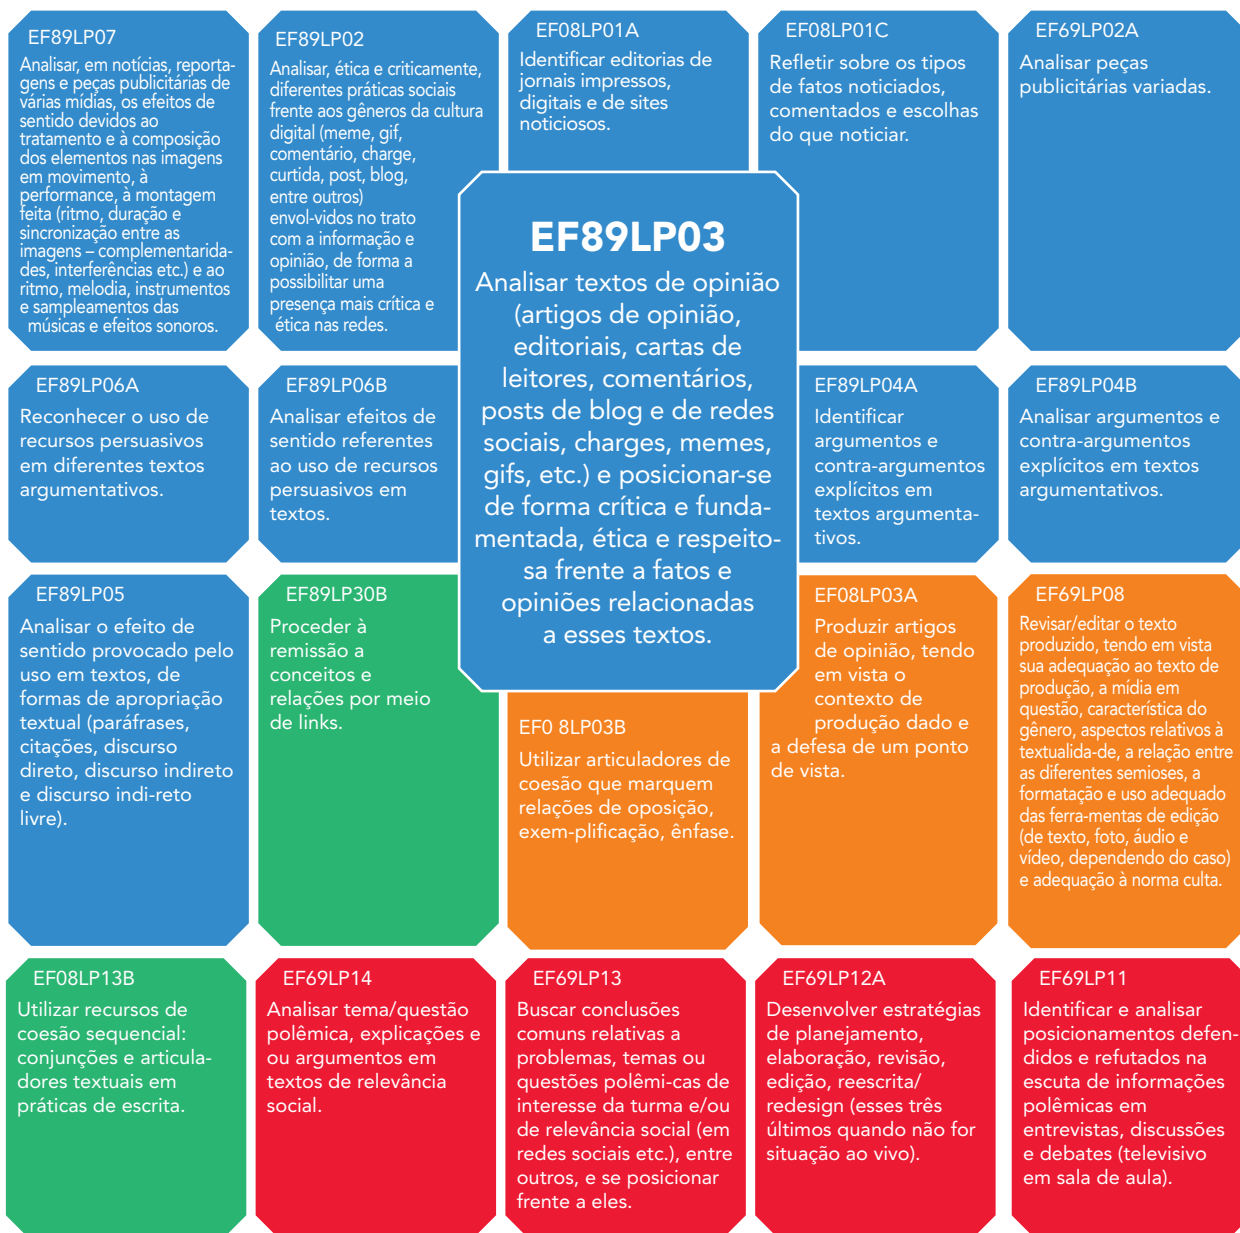 EF89LP07
Analisar, em notícias, reporta-
gens e peças publicitárias de
várias mídias, os efeitos de
sentido devidos ao
tratamento e à composição
dos elementos nas imagens
em movimento, à
performance, à montagem
feita (ritmo, duração e
sincronização entre as
imagens – complementarida-
des, interferências etc.) e ao
ritmo, melodia, instrumentos
e sampleamentos das
músicas e efeitos sonoros.
EF89LP02
Analisar, ética e criticamente,
diferentes práticas sociais
frente aos gêneros da cultura
digital (meme, gif,
comentário, charge,
curtida, post, blog,
entre outros)
envol-vidos no trato
com a informação e
opinião, de forma a
possibilitar uma
presença mais crítica e
ética nas redes.
EF08LP01A
Identificar editorias de
jornais impressos,
digitais e de sites
noticiosos.
EF08LP01C
Refletir sobre os tipos
de fatos noticiados,
comentados e escolhas
do que noticiar.
EF69LP02A
Analisar peças
publicitárias variadas.
EF89LP03
Analisar textos de opinião
(artigos de opinião,
editoriais, cartas de
leitores, comentários,
posts de blog e de redes
sociais, charges, memes,
gifs, etc.) e posicionar-se
de forma crítica e funda-
mentada, ética e respeito-
sa frente a fatos e
opiniões relacionadas
a esses textos.
EF89LP06A
Reconhecer o uso de
recursos persuasivos
em diferentes textos
argumentativos.
EF89LP06B
Analisar efeitos de
sentido referentes
ao uso de recursos
persuasivos em
textos.
EF89LP04A
Identificar
argumentos e
contra-argumentos
explícitos em
textos argumenta-
tivos.
EF89LP04B
Analisar argumentos e
contra-argumentos
explícitos em textos
argumentativos.
EF89LP05
Analisar o efeito de
sentido provocado pelo
uso em textos, de
formas de apropriação
textual (paráfrases,
citações, discurso
direto, discurso indireto
e discurso indi-reto
livre).
EF89LP30B
Proceder à
remissão a
conceitos e
relações por meio
de links.
EF0 8LP03B
Utilizar articuladores de
coesão que marquem
relações de oposição,
exem-plificação, ênfase.
EF08LP03A
Produzir artigos
de opinião, tendo
em vista o
contexto de
produção dado e
a defesa de um ponto
de vista.
EF69LP08
Revisar/editar o texto
produzido, tendo em vista
sua adequação ao texto de
produção, a mídia em
questão, característica do
gênero, aspectos relativos à
textualida-de, a relação entre
as diferentes semioses, a
formatação e uso adequado
das ferra-mentas de edição
(de texto, foto, áudio e
vídeo, dependendo do caso)
e adequação à norma culta.
EF08LP13B
Utilizar recursos de
coesão sequencial:
conjunções e articula-
dores textuais em
práticas de escrita.
EF69LP14
Analisar tema/questão
polêmica, explicações e
ou argumentos em
textos de relevância
social.
EF69LP13
Buscar conclusões
comuns relativas a
problemas, temas ou
questões polêmi-cas de
interesse da turma e/ou
de relevância social (em
redes sociais etc.), entre
outros, e se posicionar
frente a eles.
EF69LP12A
Desenvolver estratégias
de planejamento,
elaboração, revisão,
edição, reescrita/
redesign (esses três
últimos quando não for
situação ao vivo).
EF69LP11
Identificar e analisar
posicionamentos defen-
didos e refutados na
escuta de informações
polêmicas em
entrevistas, discussões
e debates (televisivo
em sala de aula).